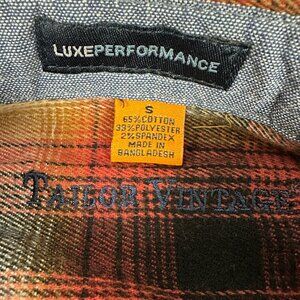 LUXEPERFORMANCE
S
65%COTTON
33%POLYESTER
2%SPANDEX
MADE IN
BANGLADESH
TAILOR VINTAGE